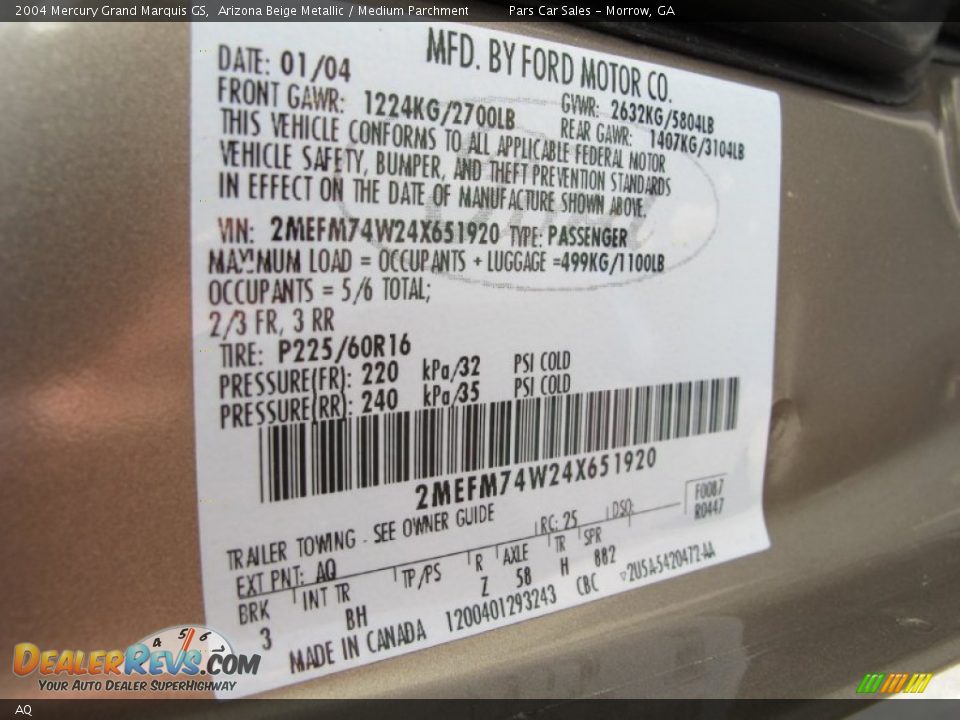 2004 Mercury Grand Marquis GS,  Arizona Beige Metallic / Medium Parchment    Pars Car Sales - Morrow, GA
DATE: 01/04    MFD. BY FORD MOTOR CO.
FRONT GAWR: 1224KG/2700LB    GVWR: 2632KG/5804LB
REAR GAWR: 1407KG/3104LB
THIS VEHICLE CONFORMS TO ALL APPLICABLE FEDERAL MOTOR
VEHICLE SAFETY, BUMPER, AND THEFT PREVENTION STANDARDS
IN EFFECT ON THE DATE OF MANUFACTURE SHOWN ABOVE.
VIN: 2MEFM74W24X651920 TYPE: PASSENGER
MAXIMUM LOAD = OCCUPANTS + LUGGAGE =499KG/1100LB
OCCUPANTS = 5/6 TOTAL;
2/3 FR, 3 RR
TIRE: P225/60R16
PRESSURE(FR): 220 kPa/32 PSI COLD
PRESSURE(RR): 240 kPa/35 PSI COLD
2MEFM74W24X651920
TRAILER TOWING - SEE OWNER GUIDE
F0087
R0447
EXT PNT: AQ    RC: 25    DSO:
BRK    INT TR    TP/PS    R    AXLE    TR    SPR
3    BH    Z    58    H    882
MADE IN CANADA    1200401293243    CBC    2U5A-5420472-AA
4 5 6
DEALERREVS.COM
YOUR AUTO DEALER SUPERHIGHWAY
AQ